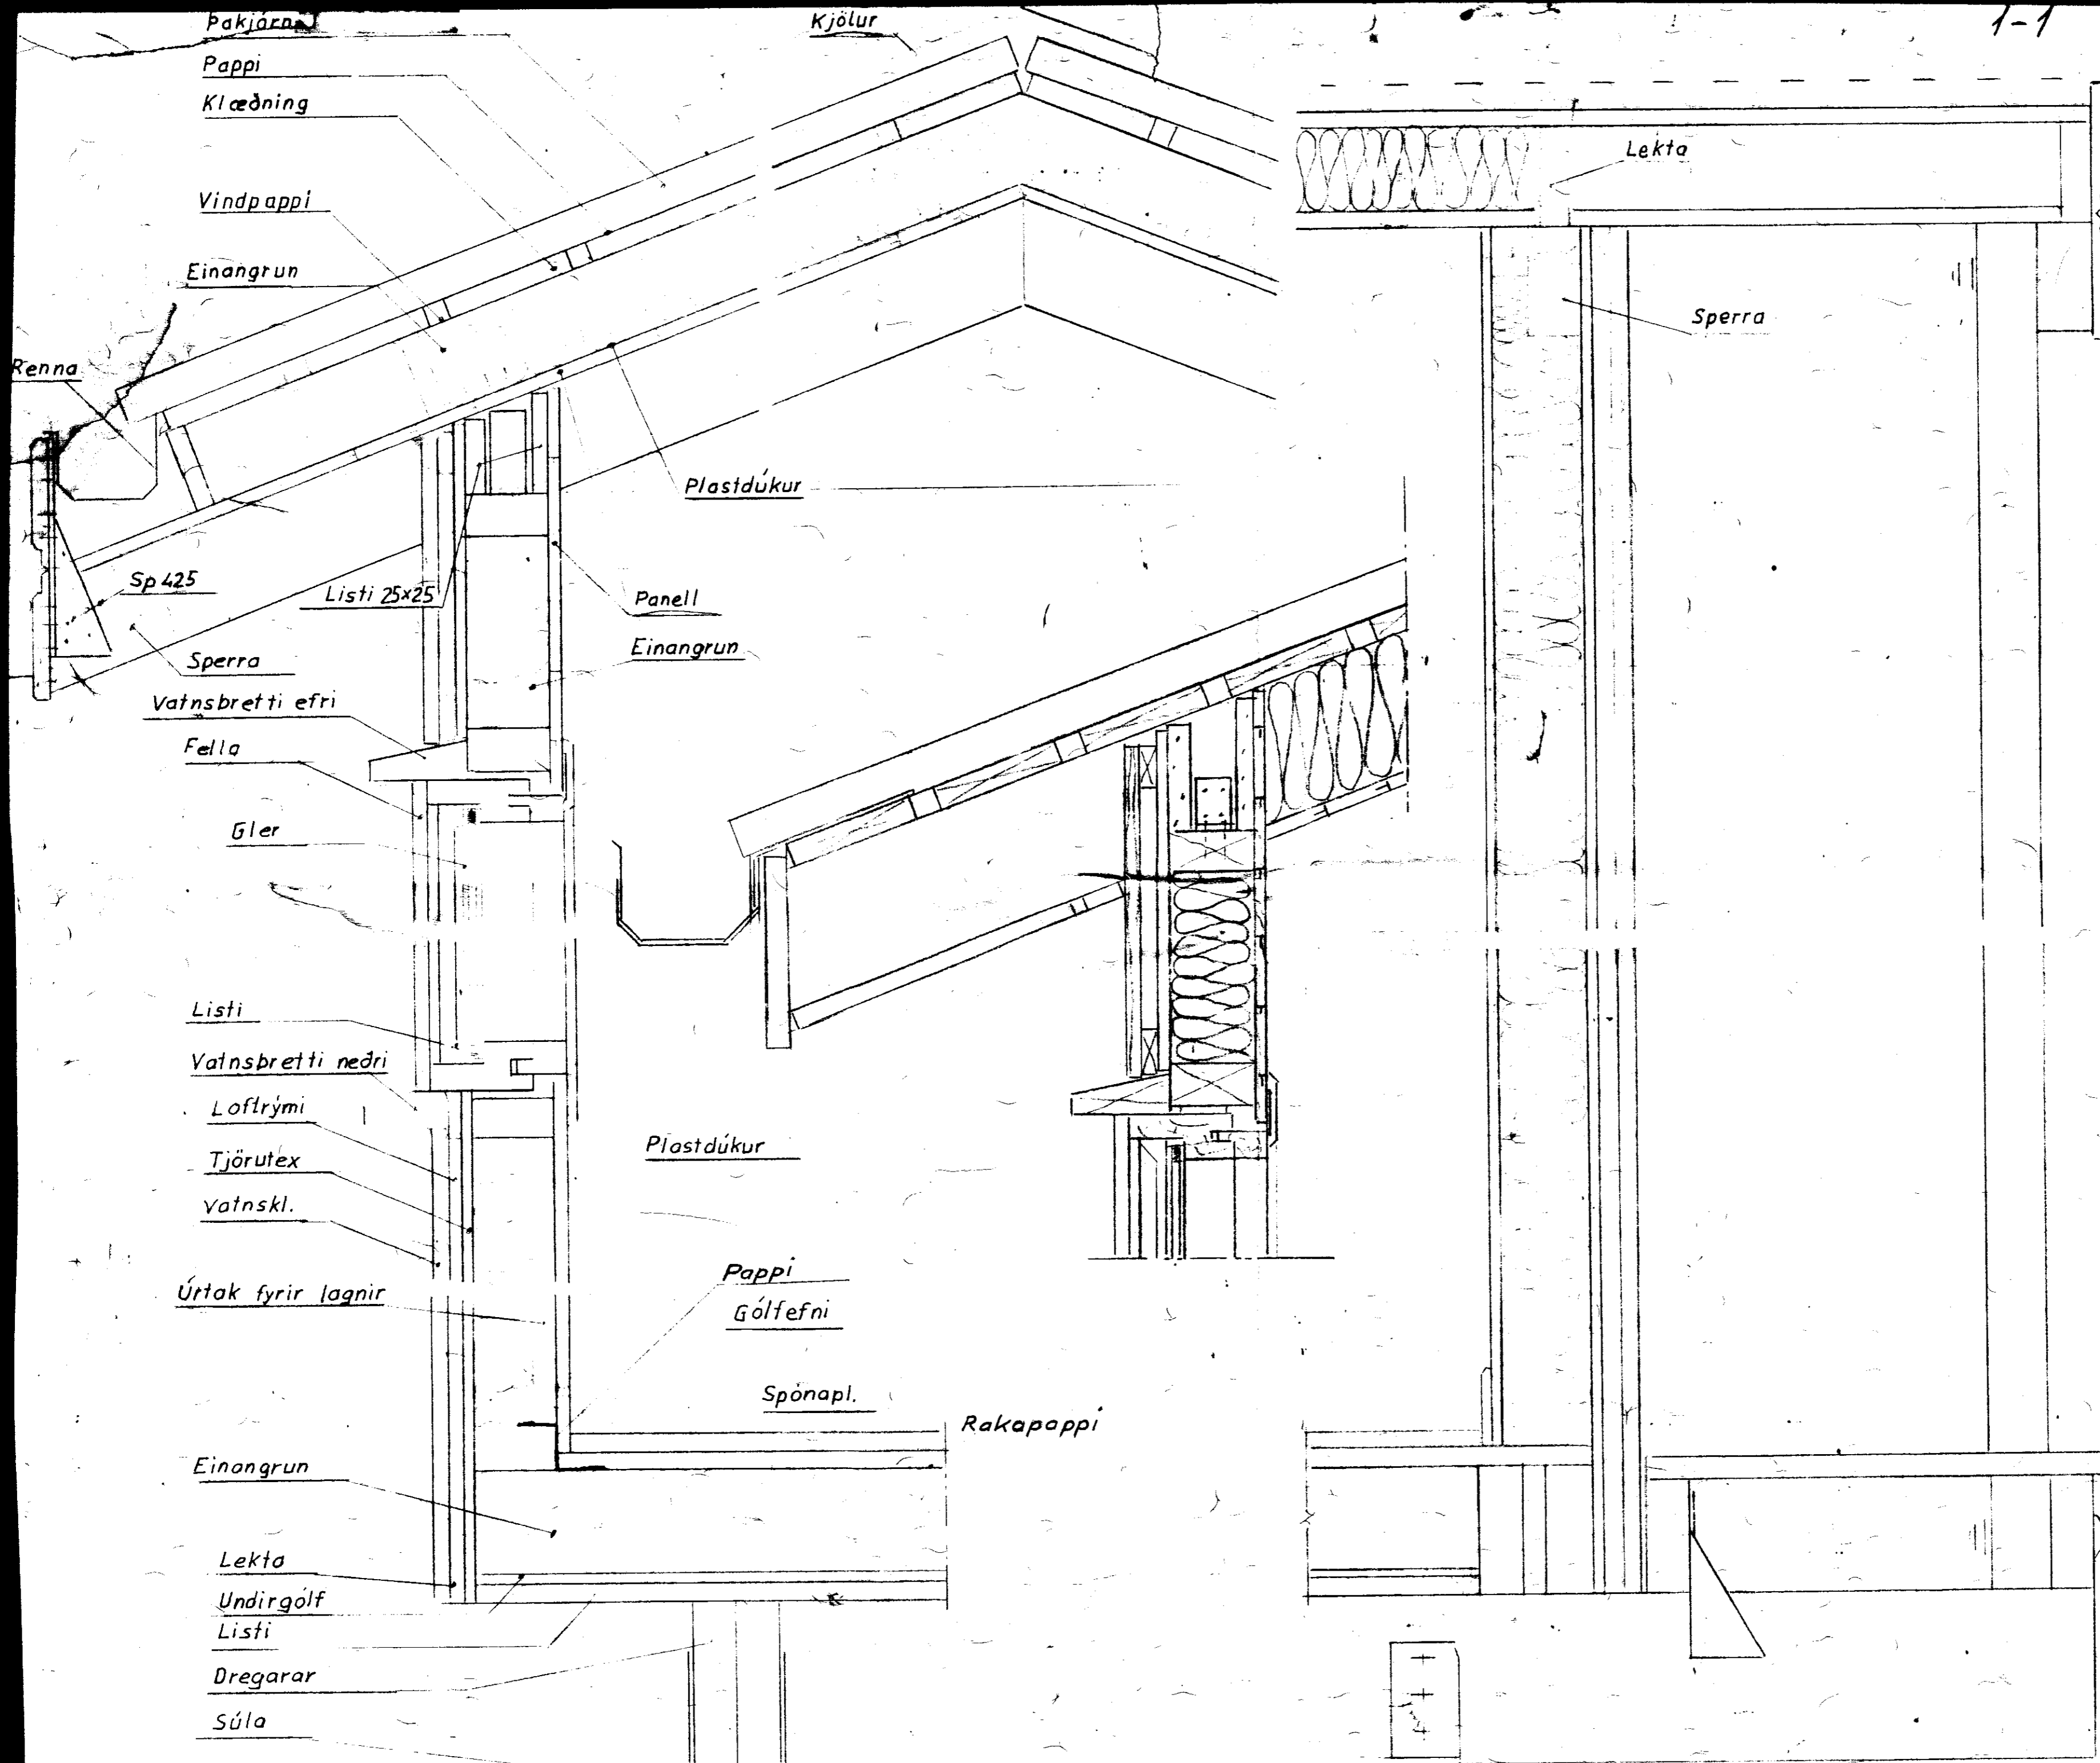 Þakjárn
Kjölur
1-1
Pappi
Klæðning
Vindpappi
Einangrun
Renna
Lekta
Sperra
Plastdúkur
Sp 425
Listi 25x25
Panell
Einangrun
Sperra
Vatnsbretti efri
Fella
Gler
Listi
Vatnsbretti neðri
Loftrými
Tjörutex
Vatnskl.
Plastdúkur
Úrtak fyrir lagnir
Pappi
Gólfefni
Spónapl.
Rakapappi
Einangrun
Lekta
Undirgólf
Listi
Dregarar
Súla